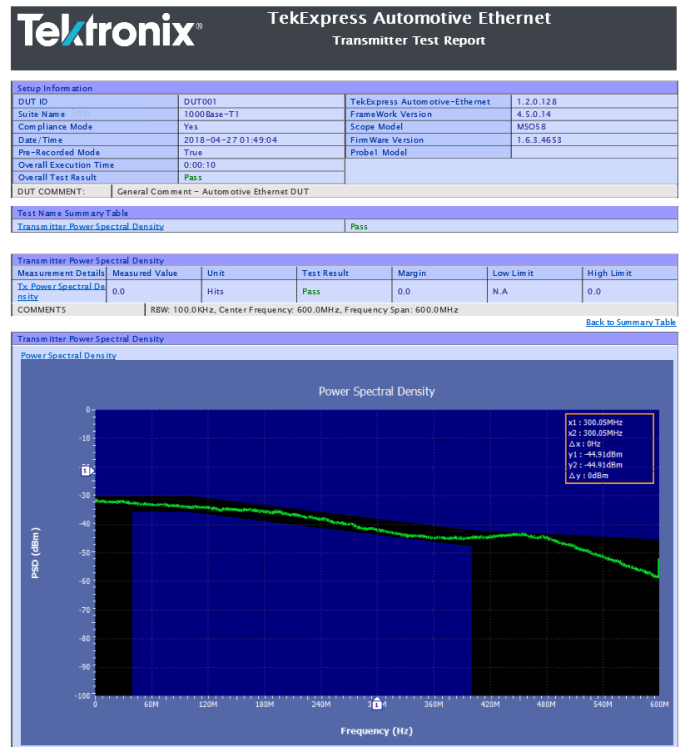 Tektronix®
TekExpress Automotive Ethernet
Transmitter Test Report
Setup Information
DUT ID DUT001 TekExpress Automotive-Ethernet 1.2.0.128
Suite Name 1000Base-T1 FrameWork Version 4.5.0.14
Compliance Mode Yes Scope Model MSO58
Date/Time 2018-04-27 01:49:04 FirmWare Version 1.6.3.4653
Pre-Recorded Mode True Probe1 Model
Overall Execution Time 0:00:10
Overall Test Result Pass
DUT COMMENT: General Comment - Automotive Ethernet DUT
Test Name Summary Table
Transmitter Power Spectral Density Pass
Transmitter Power Spectral Density
Measurement Details Measured Value Unit Test Result Margin Low Limit High Limit
Tx Power Spectral De
nsity 0.0 Hits Pass 0.0 N.A 0.0
COMMENTS RBW: 100.0KHz, Center Frequency: 600.0MHz, Frequency Span: 600.0MHz
Back to Summary Table
Transmitter Power Spectral Density
Power Spectral Density
Power Spectral Density
x1 : 300.05MHz
x2 : 300.05MHz
Δx : 0Hz
y1 : -44.91dBm
y2 : -44.91dBm
Δy : 0dBm
PSD (dBm)
0
-10
1
-30
-40
-50
-60
-70
-80
-90
-100
0 60M 120M 180M 240M 1 360M 420M 480M 540M 600M
Frequency (Hz)